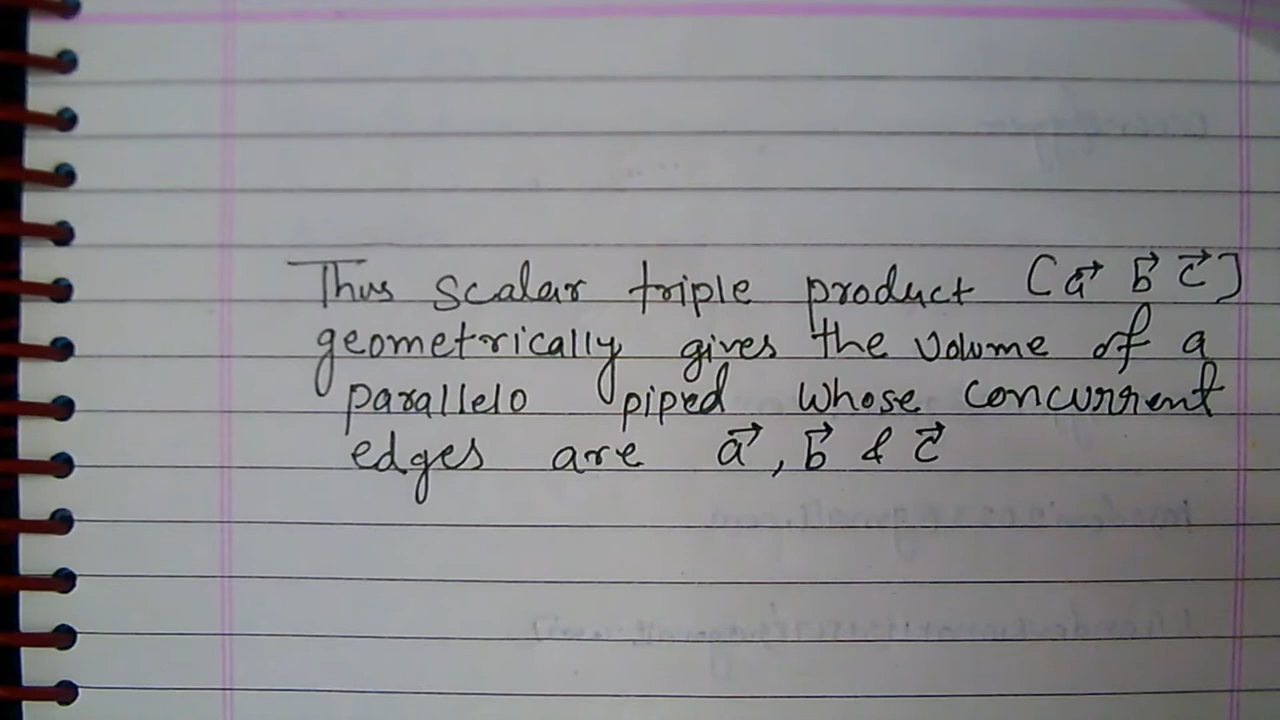 Thus scalar triple product [a⃗ b⃗ c⃗]
geometrically gives the volume of a
parallelo piped whose concurrent
edges are a⃗, b⃗ & c⃗